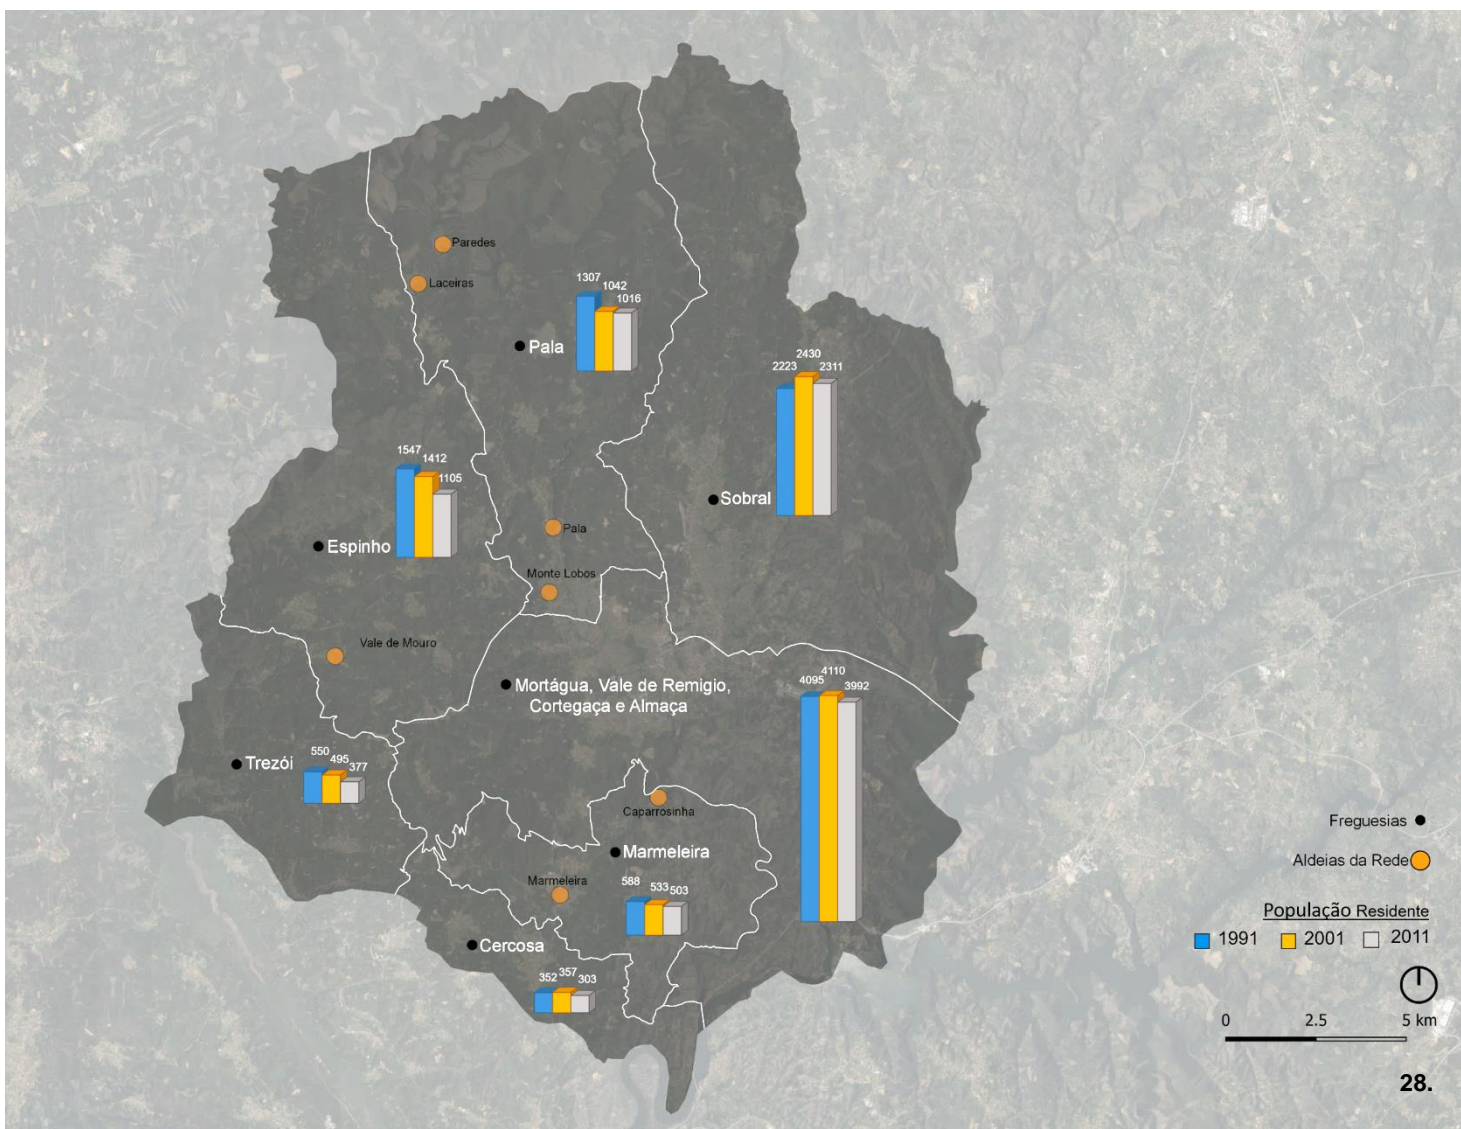 Paredes
Laceiras
1307
1042
1016
Pala
2430
2223
2311
1547
1412
1105
Sobral
Espinho
Pala
Monte Lobos
Vale de Mouro
Mortágua, Vale de Remigio,
Cortegaça e Almaça
4110
4095
3992
Trezói
550
495
377
Caparrosinha
Marmeleira
Marmeleira
588
533
503
Cercosa
352
357
303
Freguesias
Aldeias da Rede
População Residente
1991 2001 2011
0 2.5 5 km
28.